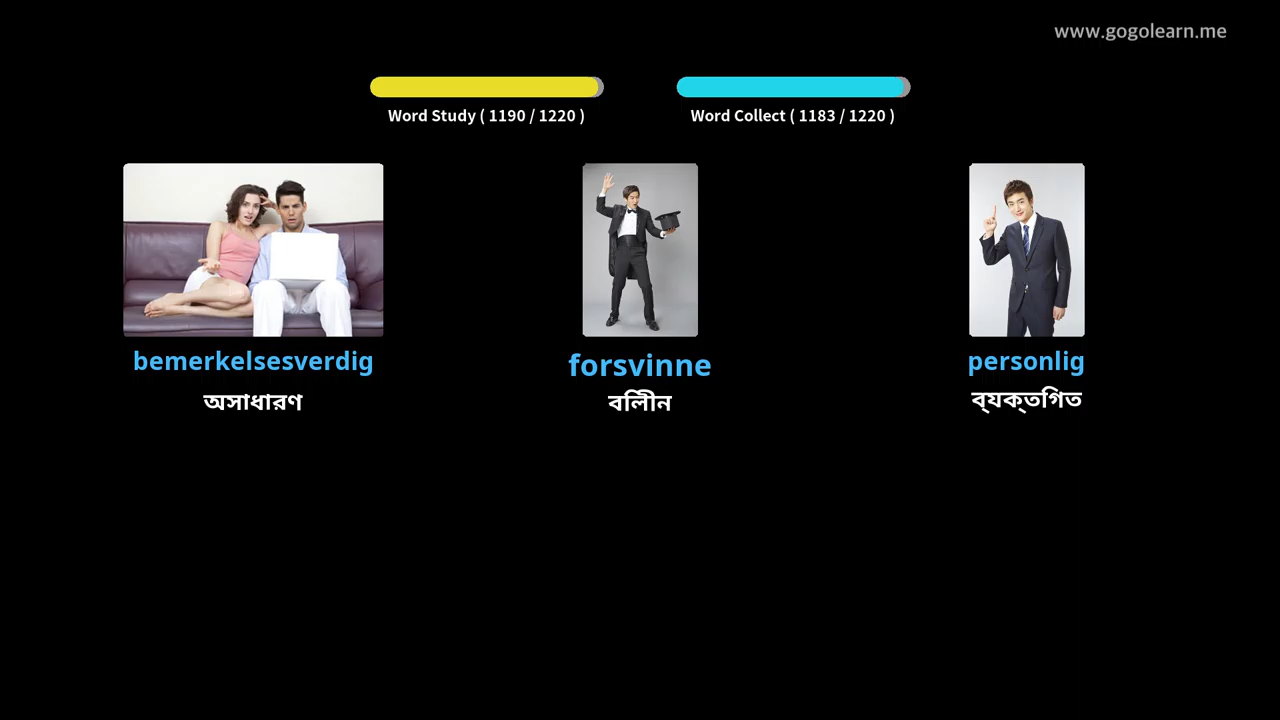 www.gogolearn.me
Word Study ( 1190 / 1220 )
Word Collect ( 1183 / 1220 )
bemerkelsesverdig
forsvinne
personlig
অসাধারণ
বিলীন
ব্যক্তিগত